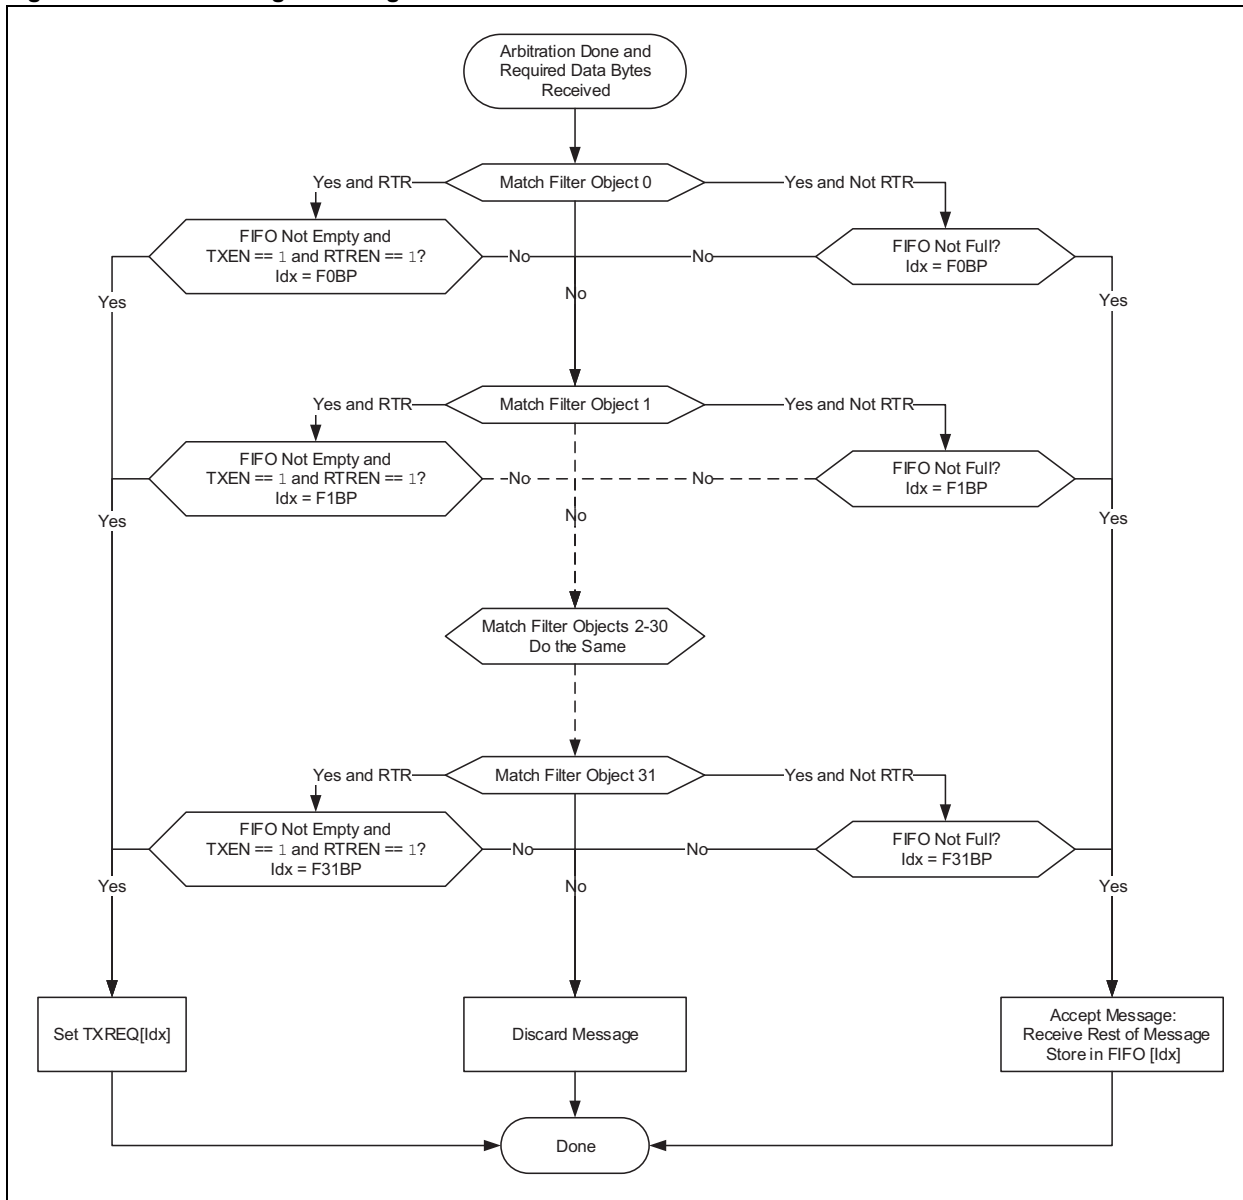 Arbitration Done and
Required Data Bytes
Received
Yes and RTR
Match Filter Object 0
Yes and Not RTR
FIFO Not Empty and
TXEN == 1 and RTREN == 1?
Idx = F0BP
No
No
FIFO Not Full?
Idx = F0BP
Yes
No
Yes
Yes and RTR
Match Filter Object 1
Yes and Not RTR
FIFO Not Empty and
TXEN == 1 and RTREN == 1?
Idx = F1BP
No
No
FIFO Not Full?
Idx = F1BP
Yes
No
Yes
Match Filter Objects 2-30
Do the Same
Yes and RTR
Match Filter Object 31
Yes and Not RTR
FIFO Not Empty and
TXEN == 1 and RTREN == 1?
Idx = F31BP
No
No
FIFO Not Full?
Idx = F31BP
Yes
No
Yes
Set TXREQ[Idx]
Discard Message
Accept Message:
Receive Rest of Message
Store in FIFO [Idx]
Done